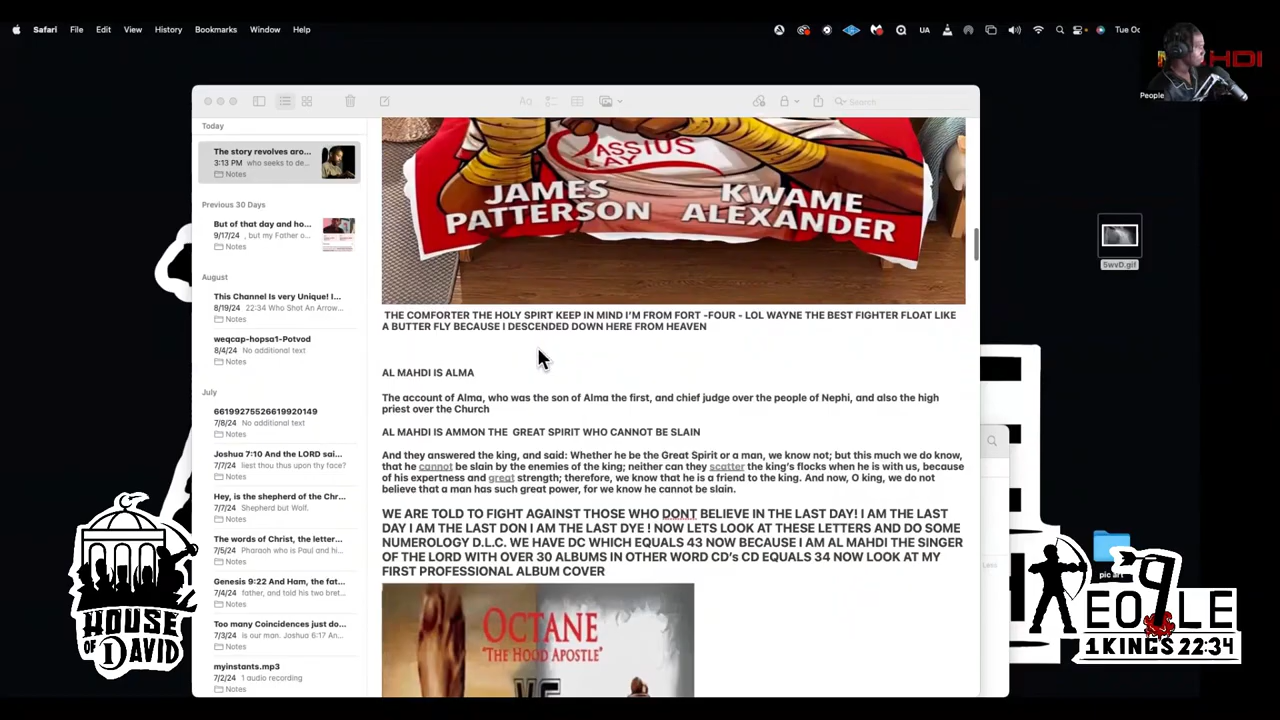 Safari File Edit View History Bookmarks Window Help
UA
Tue Oc
HDI
People
Search
Today
The story revolves aro...
3:13 PM who seeks to de...
Notes
Previous 30 Days
But of that day and ho...
9/17/24 , but my Father o...
Notes
August
This Channel Is very Unique! I...
8/19/24 22:34 Who Shot An Arrow...
Notes
weqcap-hopsa1-Potvod
8/4/24 No additional text
Notes
July
66199275526619920149
7/8/24 No additional text
Notes
Joshua 7:10 And the LORD sai...
7/7/24 liest thou thus upon thy face?
Notes
Hey, is the shepherd of the Chr...
7/7/24 Shepherd but Wolf.
Notes
The words of Christ, the letter...
7/5/24 Pharaoh who is Paul and hi...
Notes
Genesis 9:22 And Ham, the fat...
7/4/24 father, and told his two bret...
Notes
Too many Coincidences just do...
7/3/24 is our man. Joshua 6:17 An...
Notes
myinstants.mp3
7/2/24 1 audio recording
Notes
CASSIUS
LAY
JAMES
PATTERSON
KWAME
ALEXANDER
THE COMFORTER THE HOLY SPIRT KEEP IN MIND I'M FROM FORT -FOUR - LOL WAYNE THE BEST FIGHTER FLOAT LIKE
A BUTTER FLY BECAUSE I DESCENDED DOWN HERE FROM HEAVEN
AL MAHDI IS ALMA
The account of Alma, who was the son of Alma the first, and chief judge over the people of Nephi, and also the high
priest over the Church
AL MAHDI IS AMMON THE GREAT SPIRIT WHO CANNOT BE SLAIN
And they answered the king, and said: Whether he be the Great Spirit or a man, we know not; but this much we do know,
that he cannot be slain by the enemies of the king; neither can they scatter the king's flocks when he is with us, because
of his expertness and great strength; therefore, we know that he is a friend to the king. And now, O king, we do not
believe that a man has such great power, for we know he cannot be slain.
WE ARE TOLD TO FIGHT AGAINST THOSE WHO DONT BELIEVE IN THE LAST DAY! I AM THE LAST
DAY I AM THE LAST DON I AM THE LAST DYE ! NOW LETS LOOK AT THESE LETTERS AND DO SOME
NUMEROLOGY D.L.C. WE HAVE DC WHICH EQUALS 43 NOW BECAUSE I AM AL MAHDI THE SINGER
OF THE LORD WITH OVER 30 ALBUMS IN OTHER WORD CD's CD EQUALS 34 NOW LOOK AT MY
FIRST PROFESSIONAL ALBUM COVER
OCTANE
"THE HOOD APOSTLE"
VS
5wvD.gif
pic art
Less
HOUSE
OF DAVID
EOPLE
1 KINGS 22:34